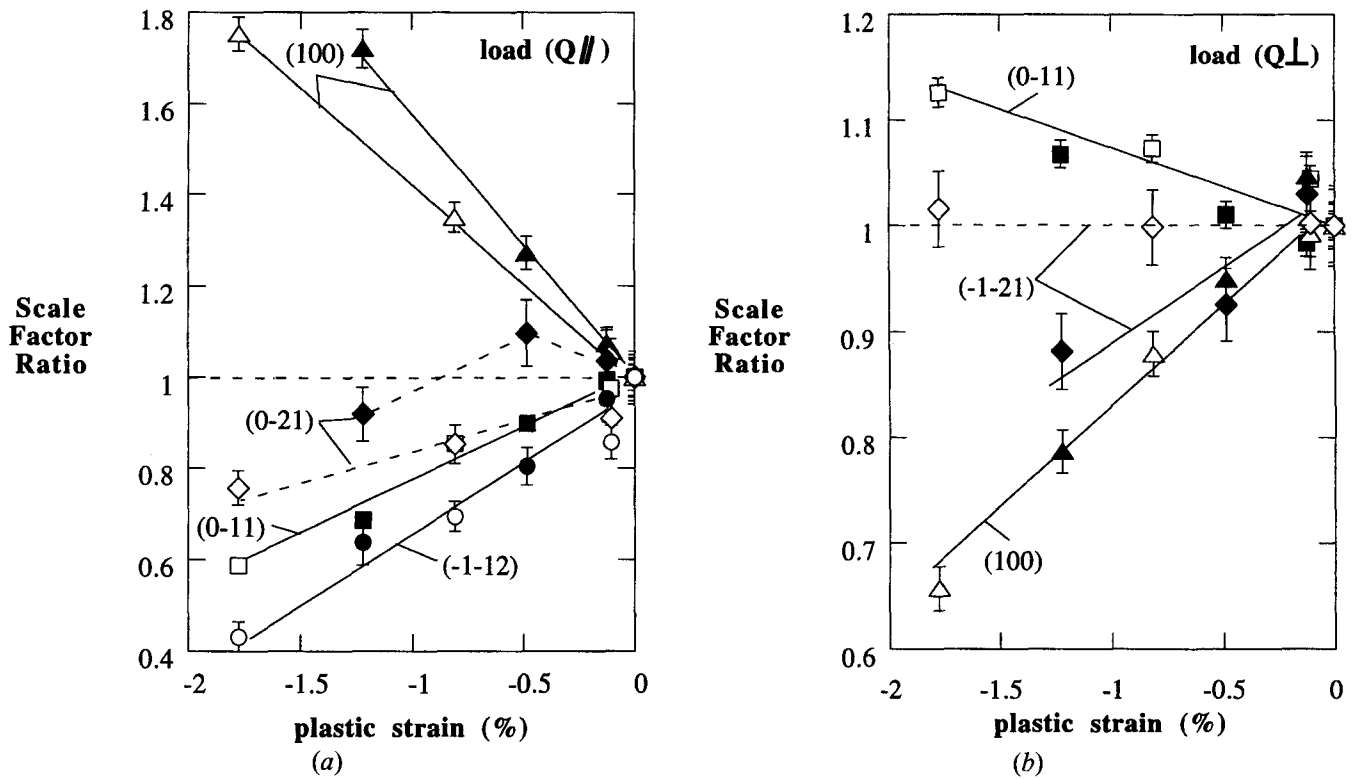 1.8
(100)
load (Q//)
1.6
1.4
Scale
Factor
Ratio
1.2
1
(0-21)
0.8
(0-11)
(-1-12)
0.6
0.4
-2
-1.5
-1
-0.5
0
plastic strain (%)
(a)
1.2
load (Q⊥)
(0-11)
1.1
1
(-1-21)
Scale
Factor
Ratio
0.9
0.8
0.7
(100)
0.6
-2
-1.5
-1
-0.5
0
plastic strain (%)
(b)